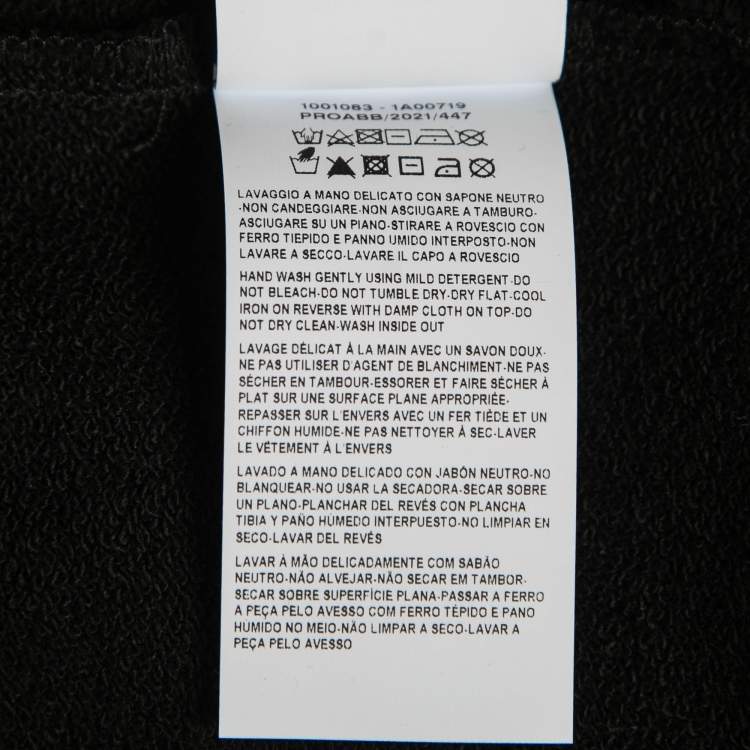 1001083 - 1A00719
PROABB/2021/447
LAVAGGIO A MANO DELICATO CON SAPONE NEUTRO
-NON CANDEGGIARE-NON ASCIUGARE A TAMBURO-
ASCIUGARE SU UN PIANO-STIRARE A ROVESCIO CON
FERRO TIEPIDO E PANNO UMIDO INTERPOSTO-NON
LAVARE A SECCO-LAVARE IL CAPO A ROVESCIO
HAND WASH GENTLY USING MILD DETERGENT-DO
NOT BLEACH-DO NOT TUMBLE DRY-DRY FLAT-COOL
IRON ON REVERSE WITH DAMP CLOTH ON TOP-DO
NOT DRY CLEAN-WASH INSIDE OUT
LAVAGE DÉLICAT À LA MAIN AVEC UN SAVON DOUX-
NE PAS UTILISER D'AGENT DE BLANCHIMENT-NE PAS
SÉCHER EN TAMBOUR-ESSORER ET FAIRE SÉCHER À
PLAT SUR UNE SURFACE PLANE APPROPRIÉE-
REPASSER SUR L'ENVERS AVEC UN FER TIÈDE ET UN
CHIFFON HUMIDE-NE PAS NETTOYER À SEC-LAVER
LE VÊTEMENT À L'ENVERS
LAVADO A MANO DELICADO CON JABÓN NEUTRO-NO
BLANQUEAR-NO USAR LA SECADORA-SECAR SOBRE
UN PLANO-PLANCHAR DEL REVÉS CON PLANCHA
TIBIA Y PAÑO HÚMEDO INTERPUESTO-NO LIMPIAR EN
SECO-LAVAR DEL REVÉS
LAVAR À MÃO DELICADAMENTE COM SABÃO
NEUTRO-NÃO ALVEJAR-NÃO SECAR EM TAMBOR-
SECAR SOBRE SUPERFÍCIE PLANA-PASSAR A FERRO
A PEÇA PELO AVESSO COM FERRO TÉPIDO E PANO
HÚMIDO NO MEIO-NÃO LIMPAR A SECO-LAVAR A
PEÇA PELO AVESSO